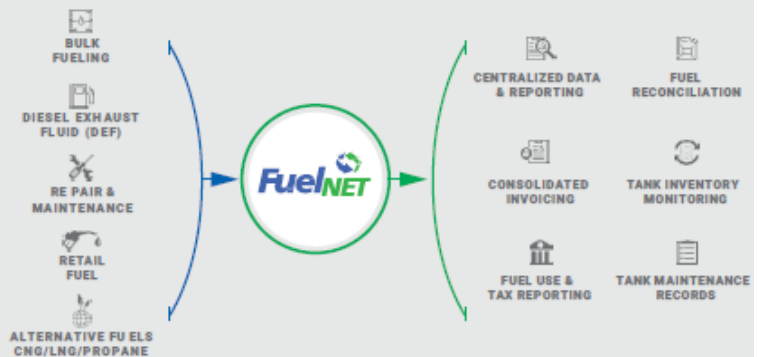 BULK
FUELING
DIESEL EXHAUST
FLUID (DEF)
RE PAIR &
MAINTENANCE
RETAIL
FUEL
ALTERNATIVE FU ELS
CNG/LNG/PROPANE
FuelNET
CENTRALIZED DATA
& REPORTING
FUEL
RECONCILIATION
CONSOLIDATED
INVOICING
TANK INVENTORY
MONITORING
FUEL USE &
TAX REPORTING
TANK MAINTENANCE
RECORDS